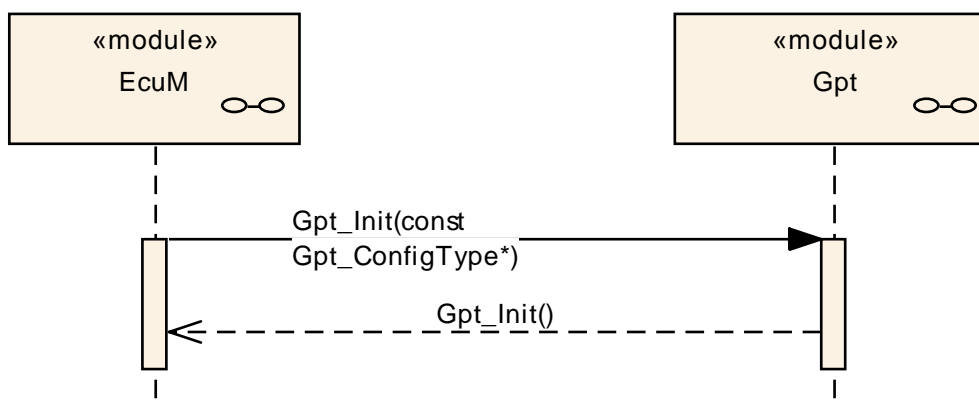 «module»
EcuM
«module»
Gpt
Gpt_Init(const
Gpt_ConfigType*)
Gpt_Init()